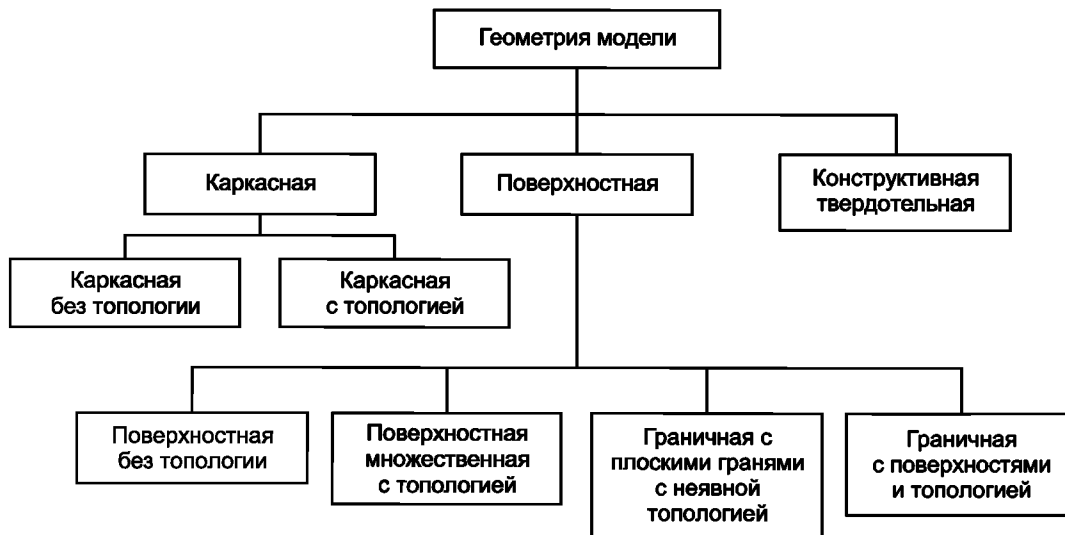 Геометрия модели
Каркасная
Поверхностная
Конструктивная
твердотельная
Каркасная
без топологии
Каркасная
с топологией
Поверхностная
без топологии
Поверхностная
множественная
с топологией
Граничная с
плоскими гранями
с неявной
топологией
Граничная
с поверхностями
и топологией